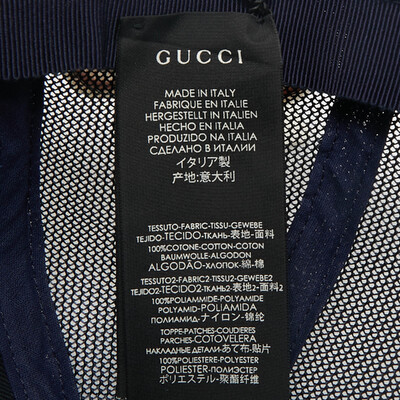 GUCCI
MADE IN ITALY
FABRIQUE EN ITALIE
HERGESTELLT IN ITALIEN
HECHO EN ITALIA
PRODUZIDO NA ITALIA
СДЕЛАНО В ИТАЛИИ
イタリア製
产地:意大利
TESSUTO-FABRIC-TISSU-GEWEBE
TEJIDO-TECIDO-ТКАНЬ-表地-面料
100%COTONE-COTTON-COTON
BAUMWOLLE-ALGODON
ALGODÃO-ХЛОПОК-綿-棉
TESSUTO2-FABRIC2-TISSU2-GEWEBE2
TEJIDO2-TECIDO2-ТКАНЬ2-表地2-面料2
100%POLIAMMIDE-POLYAMIDE
POLYAMID-POLIAMIDA
ПОЛИАМИД-ナイロン-锦纶
TOPPE-PATCHES-COUDIERES
PARCHES-COTOVELEIRA
НАКЛАДНЫЕ ДЕТАЛИ-あて布-贴片
100%POLIESTERE-POLYESTER
POLIESTER-ПОЛИЭСТЕР
ポリエステル-聚酯纤维